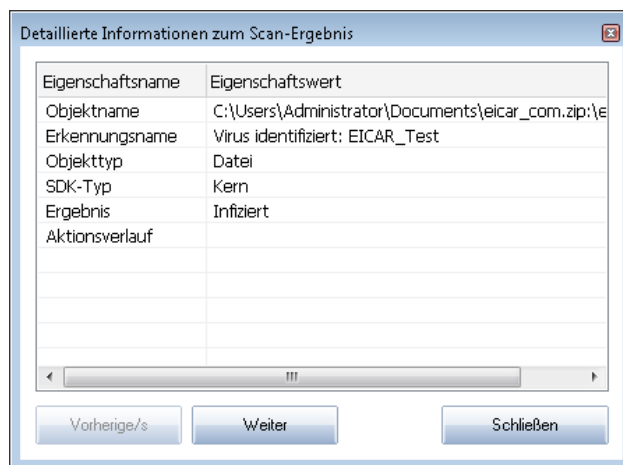 Detaillierte Informationen zum Scan-Ergebnis
Eigenschaftsname Eigenschaftswert
Objektname C:\Users\Administrator\Documents\eicar_com.zip:\e
Erkennungsname Virus identifiziert: EICAR_Test
Objekttyp Datei
SDK-Typ Kern
Ergebnis Infiziert
Aktionsverlauf
Vorherige/s Weiter Schließen